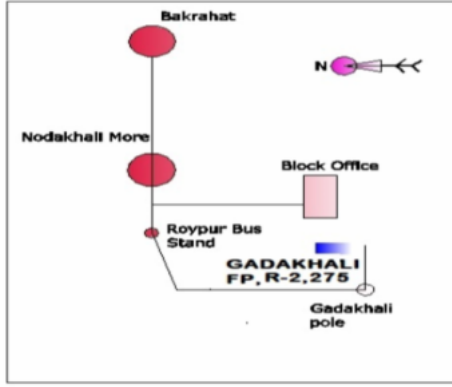 Bakrahat
N
Nodakhali More
Block Office
Roypur Bus
Stand
GADAKHALI
FP, R-2,275
Gadakhali
pole